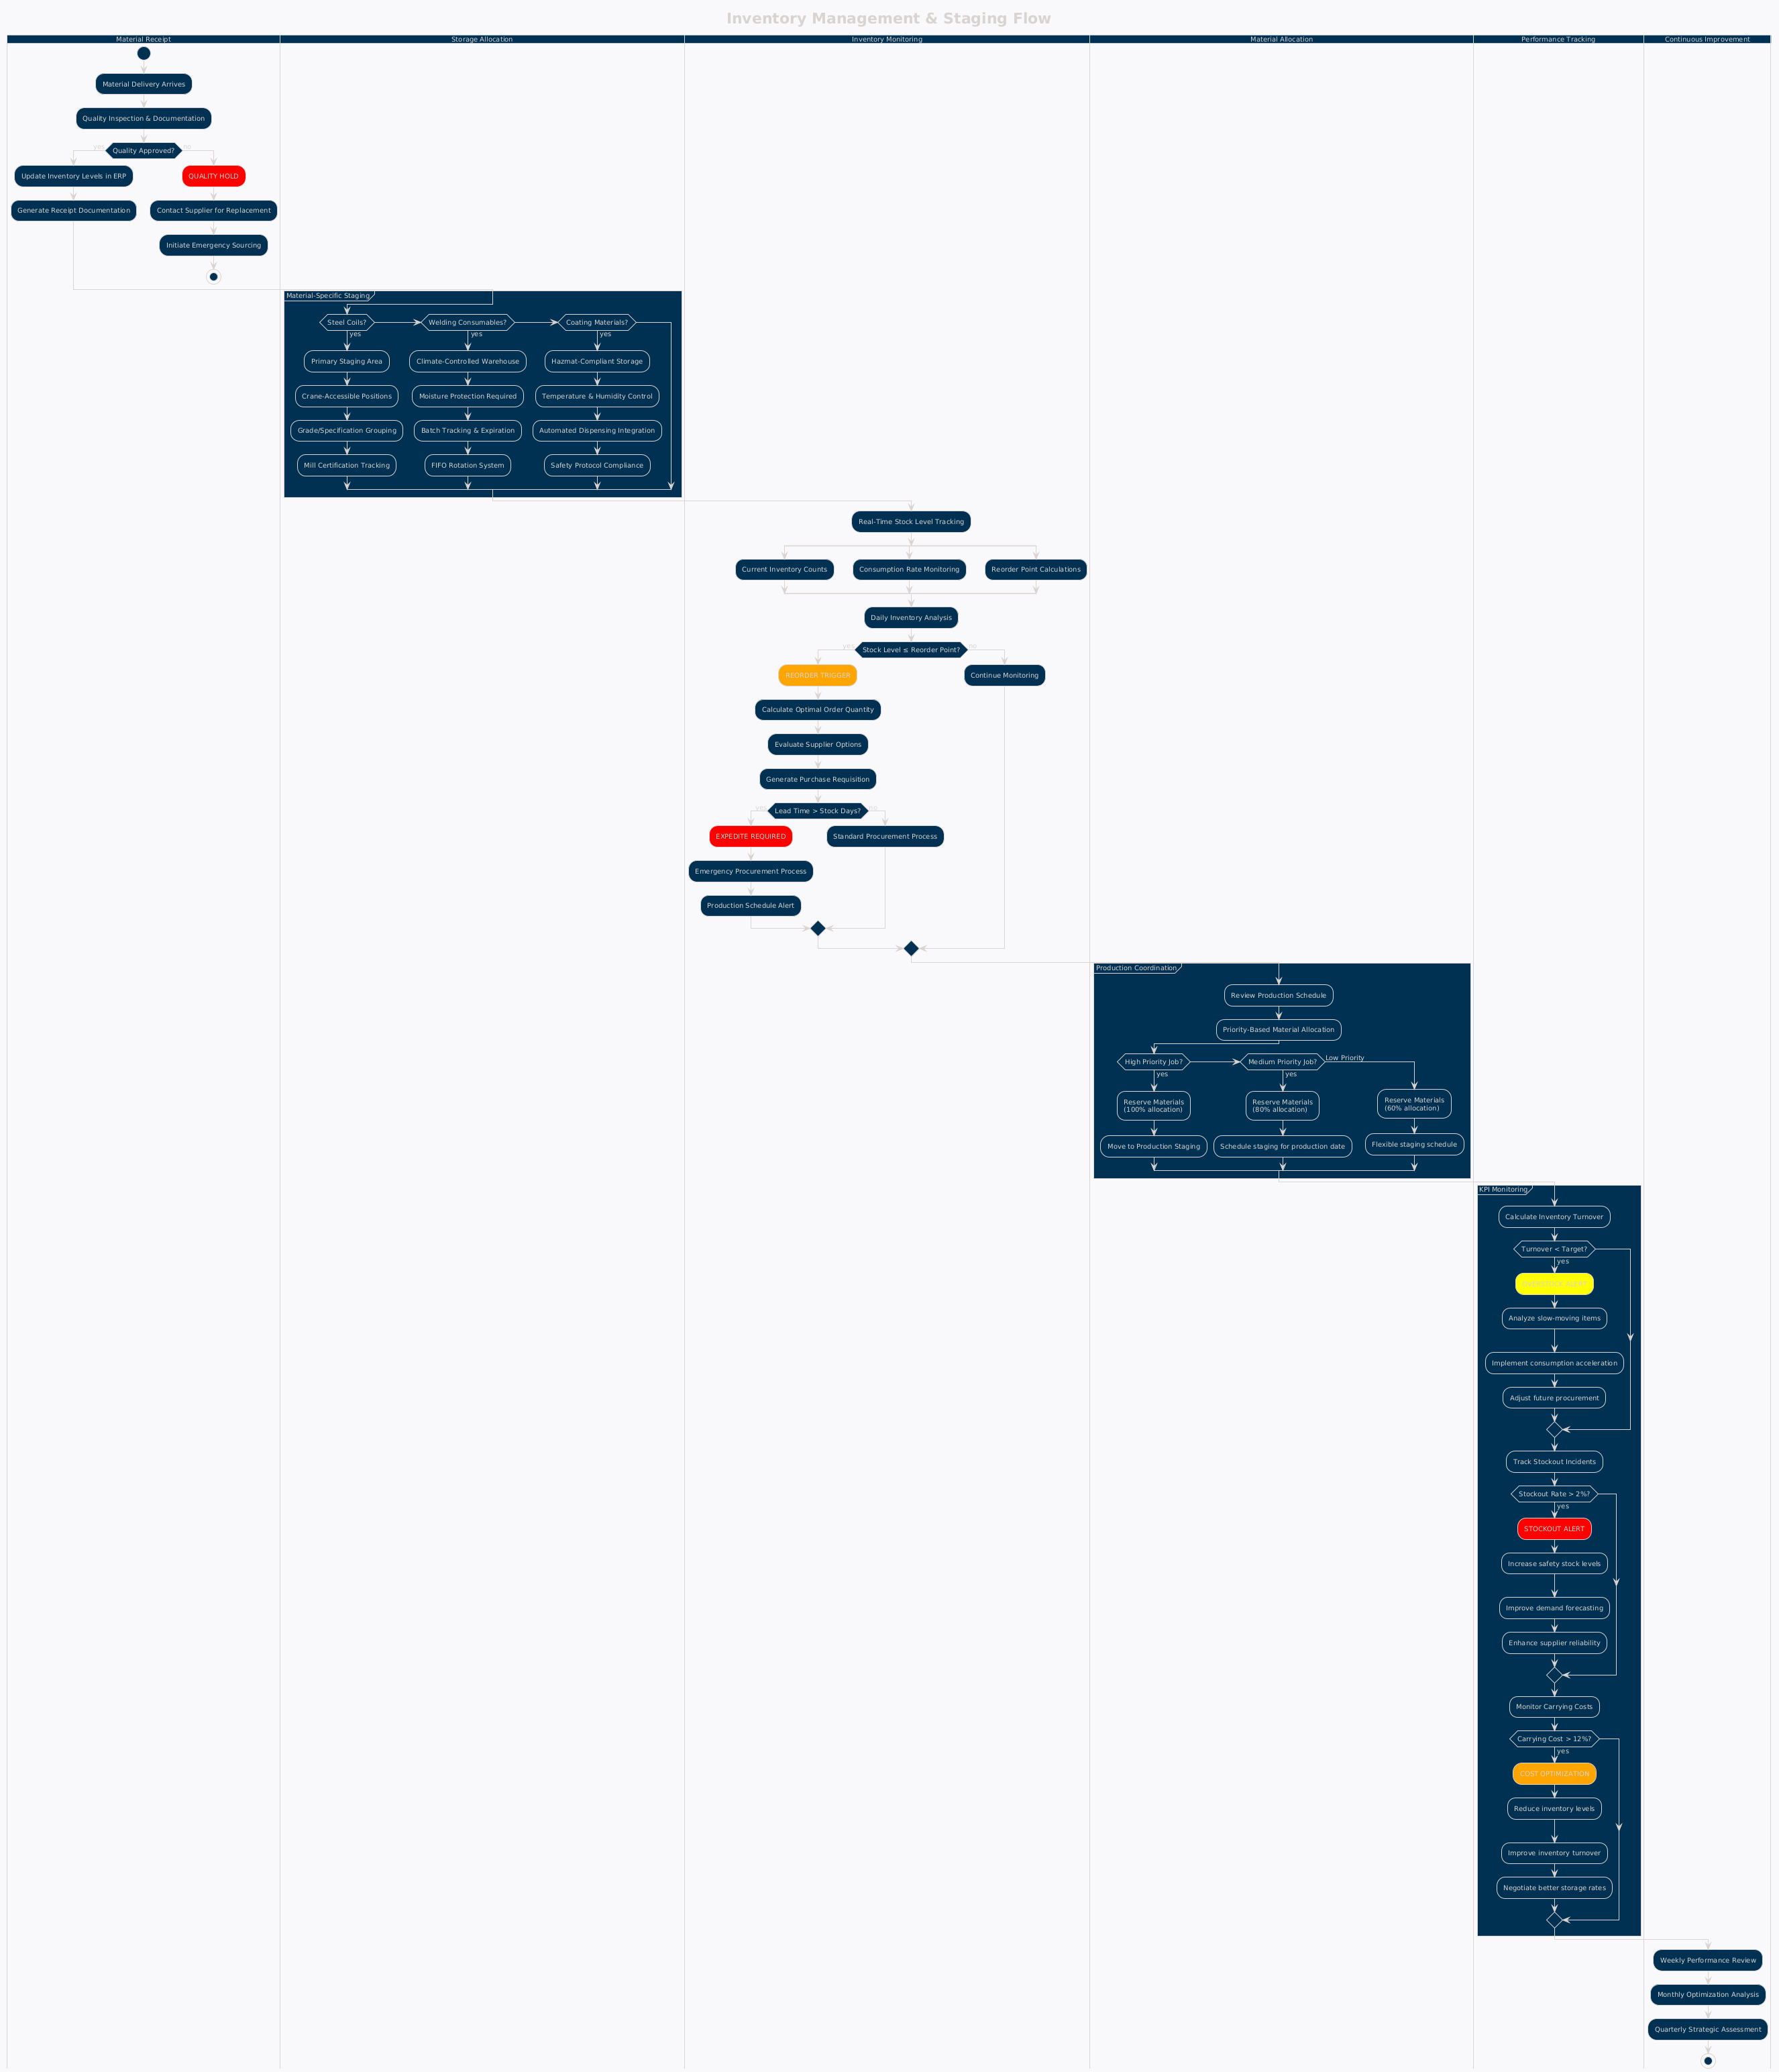 Inventory Management & Staging Flow
Material Receipt
Storage Allocation
Inventory Monitoring
Material Allocation
Performance Tracking
Continuous Improvement
Material Delivery Arrives
Quality Inspection & Documentation
yes
Quality Approved?
no
Update Inventory Levels in ERP
QUALITY HOLD
Generate Receipt Documentation
Contact Supplier for Replacement
Initiate Emergency Sourcing
Material-Specific Staging
Steel Coils?
Welding Consumables?
Coating Materials?
yes
yes
yes
Primary Staging Area
Climate-Controlled Warehouse
Hazmat-Compliant Storage
Crane-Accessible Positions
Moisture Protection Required
Temperature & Humidity Control
Grade/Specification Grouping
Batch Tracking & Expiration
Automated Dispensing Integration
Mill Certification Tracking
FIFO Rotation System
Safety Protocol Compliance
Real-Time Stock Level Tracking
Current Inventory Counts
Consumption Rate Monitoring
Reorder Point Calculations
Daily Inventory Analysis
yes
Stock Level ≤ Reorder Point?
no
REORDER TRIGGER
Continue Monitoring
Calculate Optimal Order Quantity
Evaluate Supplier Options
Generate Purchase Requisition
yes
Lead Time > Stock Days?
no
EXPEDITE REQUIRED
Standard Procurement Process
Emergency Procurement Process
Production Schedule Alert
Production Coordination
Review Production Schedule
Priority-Based Material Allocation
High Priority Job?
Medium Priority Job?
Low Priority
yes
yes
Reserve Materials
(100% allocation)
Reserve Materials
(80% allocation)
Reserve Materials
(60% allocation)
Move to Production Staging
Schedule staging for production date
Flexible staging schedule
KPI Monitoring
Calculate Inventory Turnover
Turnover < Target?
yes
Analyze slow-moving items
Implement consumption acceleration
Adjust future procurement
Track Stockout Incidents
Stockout Rate > 2%?
yes
STOCKOUT ALERT
Increase safety stock levels
Improve demand forecasting
Enhance supplier reliability
Monitor Carrying Costs
Carrying Cost > 12%?
yes
COST OPTIMIZATION
Reduce inventory levels
Improve inventory turnover
Negotiate better storage rates
Weekly Performance Review
Monthly Optimization Analysis
Quarterly Strategic Assessment